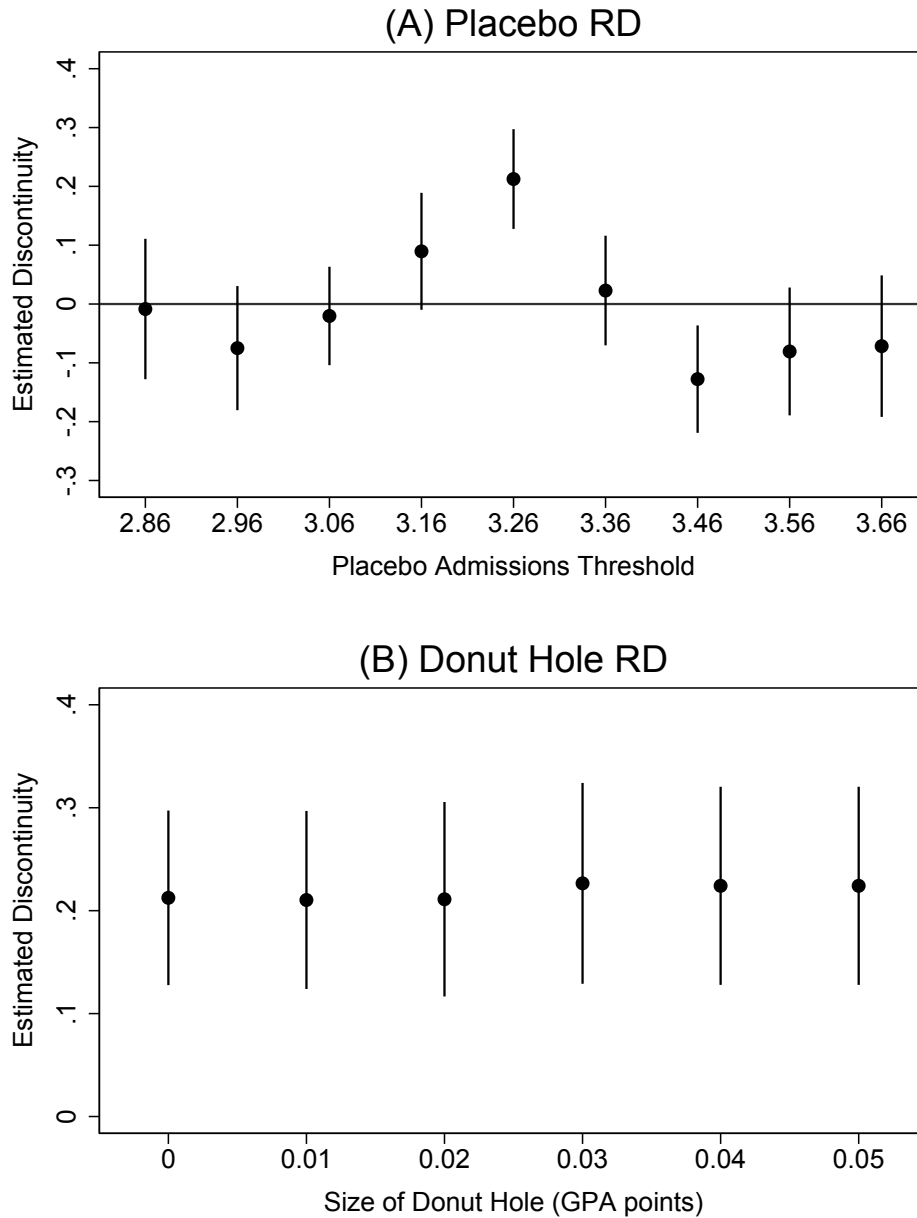 (A) Placebo RD
Estimated Discontinuity
.4
.3
.2
.1
0
-.1
-.2
-.3
2.86 2.96 3.06 3.16 3.26 3.36 3.46 3.56 3.66
Placebo Admissions Threshold
(B) Donut Hole RD
Estimated Discontinuity
.4
.3
.2
.1
0
0 0.01 0.02 0.03 0.04 0.05
Size of Donut Hole (GPA points)